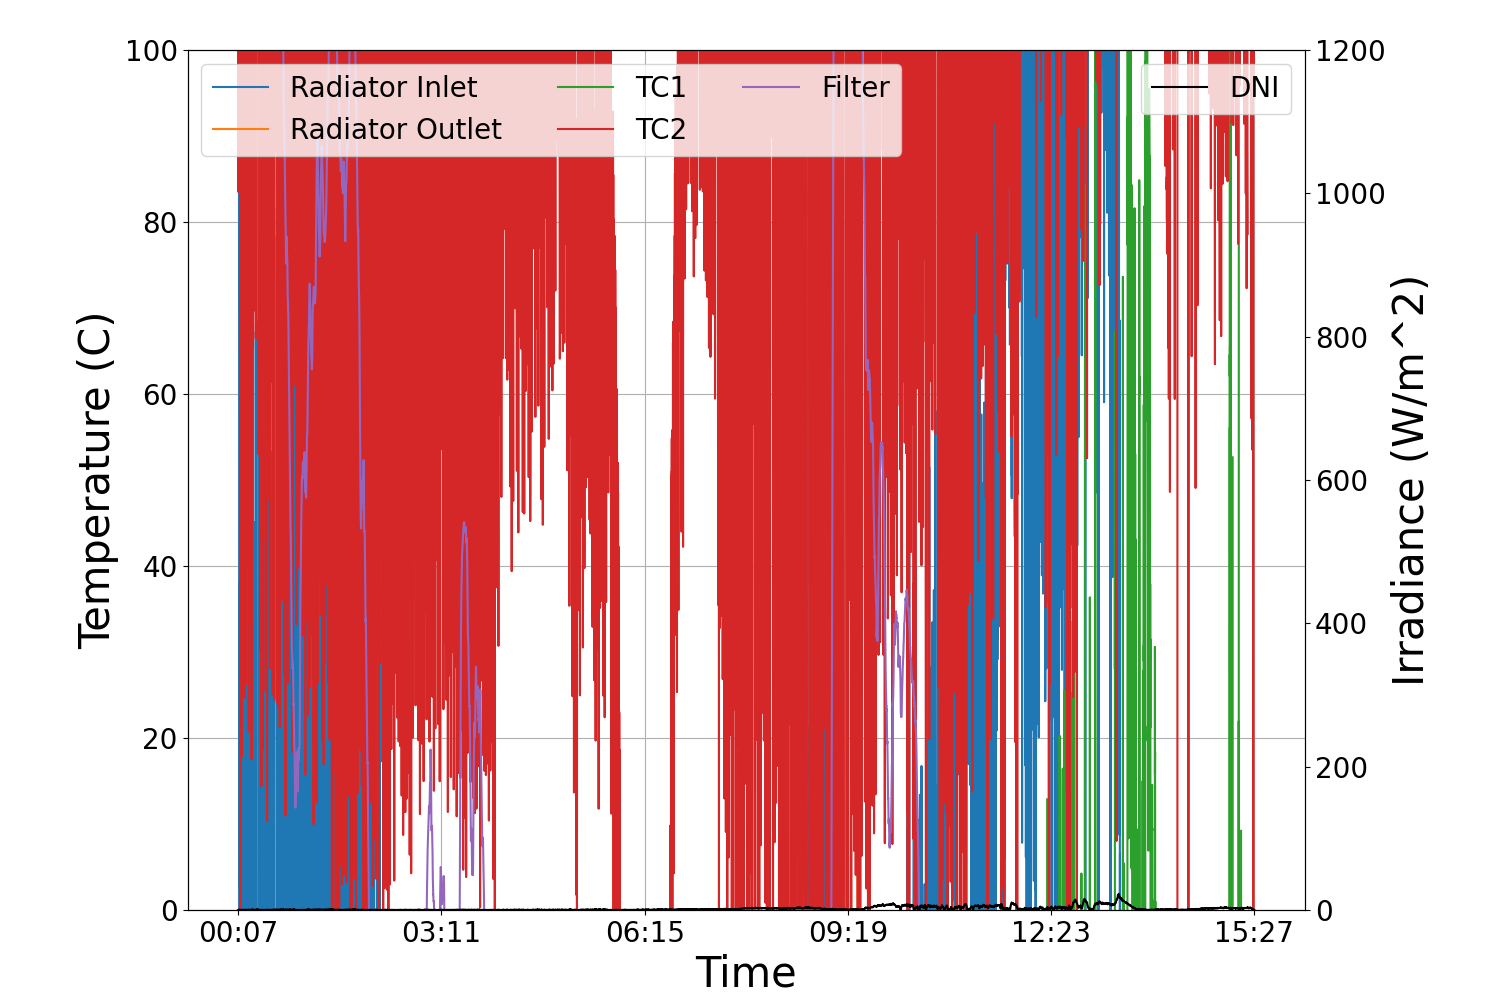 Radiator Inlet
Radiator Outlet
TC1
TC2
Filter
DNI
100
80
60
40
20
0
Temperature (C)
1200
1000
800
600
400
200
0
Irradiance (W/m^2)
00:07 03:11 06:15 09:19 12:23 15:27
Time